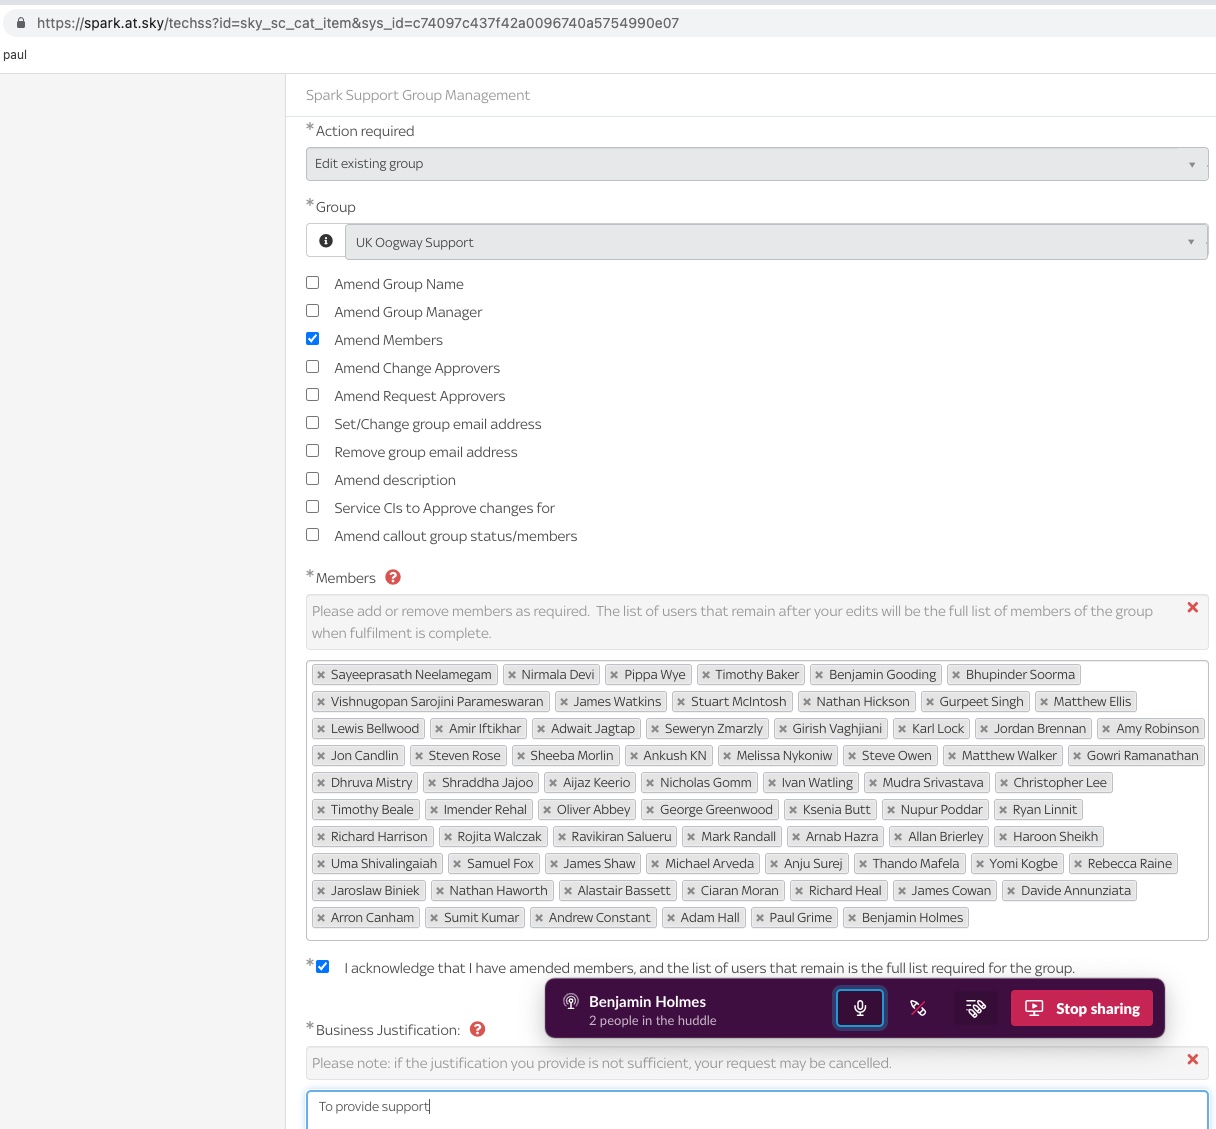 https://spark.at.sky/techss?id=sky_sc_cat_item&sys_id=c74097c437f42a0096740a5754990e07
paul
Spark Support Group Management
*Action required
Edit existing group
*Group
UK Oogway Support
Amend Group Name
Amend Group Manager
Amend Members
Amend Change Approvers
Amend Request Approvers
Set/Change group email address
Remove group email address
Amend description
Service CIs to Approve changes for
Amend callout group status/members
*Members ?
Please add or remove members as required. The list of users that remain after your edits will be the full list of members of the group
when fulfilment is complete.
× Sayeeprasath Neelamegam × Nirmala Devi × Pippa Wye × Timothy Baker × Benjamin Gooding × Bhupinder Soorma
× Vishnugopan Sarojini Parameswaran × James Watkins × Stuart McIntosh × Nathan Hickson × Gurpeet Singh × Matthew Ellis
× Lewis Bellwood × Amir Iftikhar × Adwait Jagtap × Seweryn Zmarzly × Girish Vaghjiani × Karl Lock × Jordan Brennan × Amy Robinson
× Jon Candlin × Steven Rose × Sheeba Morlin × Ankush KN × Melissa Nykoniw × Steve Owen × Matthew Walker × Gowri Ramanathan
× Dhruva Mistry × Shraddha Jajoo × Aijaz Keerio × Nicholas Gomm × Ivan Watling × Mudra Srivastava × Christopher Lee
× Timothy Beale × Imender Rehal × Oliver Abbey × George Greenwood × Ksenia Butt × Nupur Poddar × Ryan Linnit
× Richard Harrison × Rojita Walczak × Ravikiran Salueru × Mark Randall × Arnab Hazra × Allan Brierley × Haroon Sheikh
× Uma Shivalingaiah × Samuel Fox × James Shaw × Michael Arveda × Anju Surej × Thando Mafela × Yomi Kogbe × Rebecca Raine
× Jaroslaw Biniek × Nathan Haworth × Alastair Bassett × Ciaran Moran × Richard Heal × James Cowan × Davide Annunziata
× Arron Canham × Sumit Kumar × Andrew Constant × Adam Hall × Paul Grime × Benjamin Holmes
* I acknowledge that I have amended members, and the list of users that remain is the full list required for the group.
Benjamin Holmes
2 people in the huddle
Stop sharing
*Business Justification: ?
Please note: if the justification you provide is not sufficient, your request may be cancelled.
To provide support